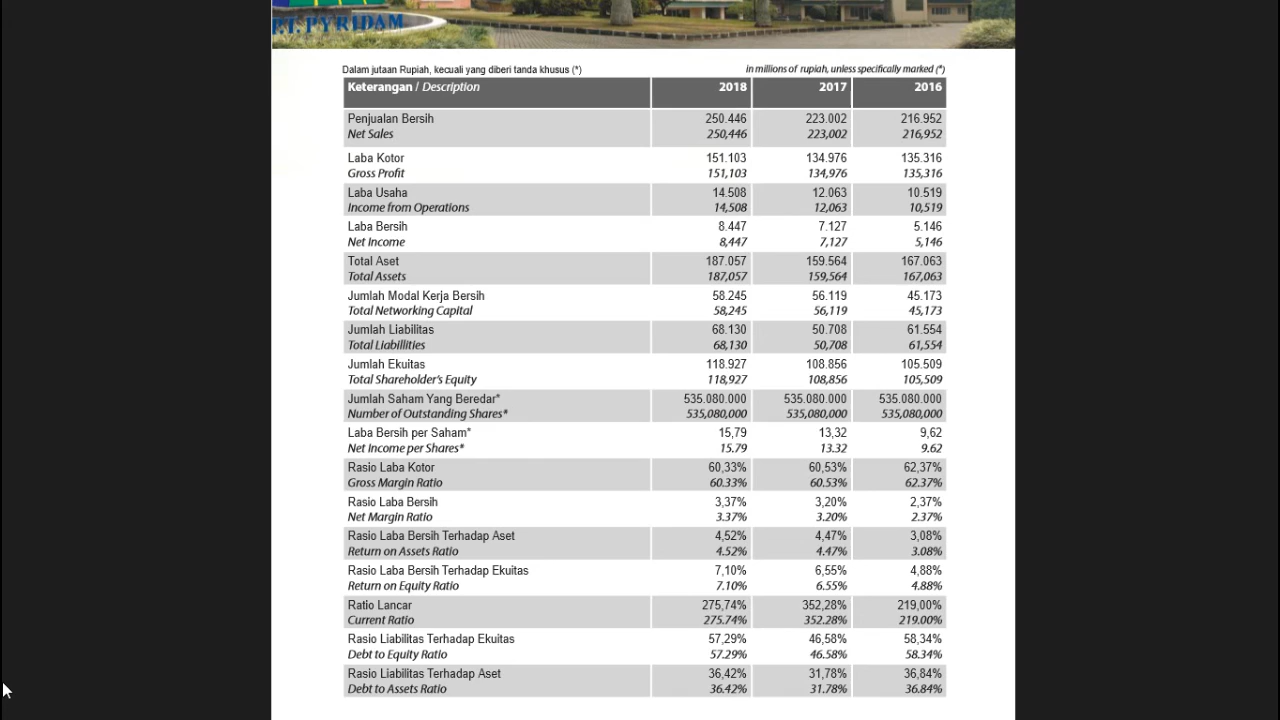 P.T. PYRIDAM
Dalam jutaan Rupiah, kecuali yang diberi tanda khusus (*) in millions of rupiah, unless specifically marked (*)
Keterangan / Description 2018 2017 2016
Penjualan Bersih 250.446 223.002 216.952
Net Sales 250,446 223,002 216,952
Laba Kotor 151.103 134.976 135.316
Gross Profit 151,103 134,976 135,316
Laba Usaha 14.508 12.063 10.519
Income from Operations 14,508 12,063 10,519
Laba Bersih 8.447 7.127 5.146
Net Income 8,447 7,127 5,146
Total Aset 187.057 159.564 167.063
Total Assets 187,057 159,564 167,063
Jumlah Modal Kerja Bersih 58.245 56.119 45.173
Total Networking Capital 58,245 56,119 45,173
Jumlah Liabilitas 68.130 50.708 61.554
Total Liabillities 68,130 50,708 61,554
Jumlah Ekuitas 118.927 108.856 105.509
Total Shareholder's Equity 118,927 108,856 105,509
Jumlah Saham Yang Beredar* 535.080.000 535.080.000 535.080.000
Number of Outstanding Shares* 535,080,000 535,080,000 535,080,000
Laba Bersih per Saham* 15,79 13,32 9,62
Net Income per Shares* 15.79 13.32 9.62
Rasio Laba Kotor 60,33% 60,53% 62,37%
Gross Margin Ratio 60.33% 60.53% 62.37%
Rasio Laba Bersih 3,37% 3,20% 2,37%
Net Margin Ratio 3.37% 3.20% 2.37%
Rasio Laba Bersih Terhadap Aset 4,52% 4,47% 3,08%
Return on Assets Ratio 4.52% 4.47% 3.08%
Rasio Laba Bersih Terhadap Ekuitas 7,10% 6,55% 4,88%
Return on Equity Ratio 7.10% 6.55% 4.88%
Ratio Lancar 275,74% 352,28% 219,00%
Current Ratio 275.74% 352.28% 219.00%
Rasio Liabilitas Terhadap Ekuitas 57,29% 46,58% 58,34%
Debt to Equity Ratio 57.29% 46.58% 58.34%
Rasio Liabilitas Terhadap Aset 36,42% 31,78% 36,84%
Debt to Assets Ratio 36.42% 31.78% 36.84%